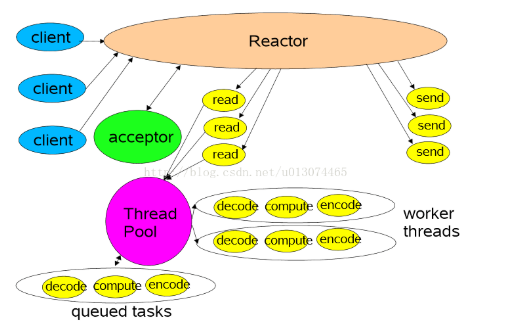 client
Reactor
client
client
read
read
read
send
send
send
acceptor
http://blog.csdn.net/u013074465
Thread
Pool
decode compute encode
decode compute encode
worker
threads
decode compute encode
queued tasks